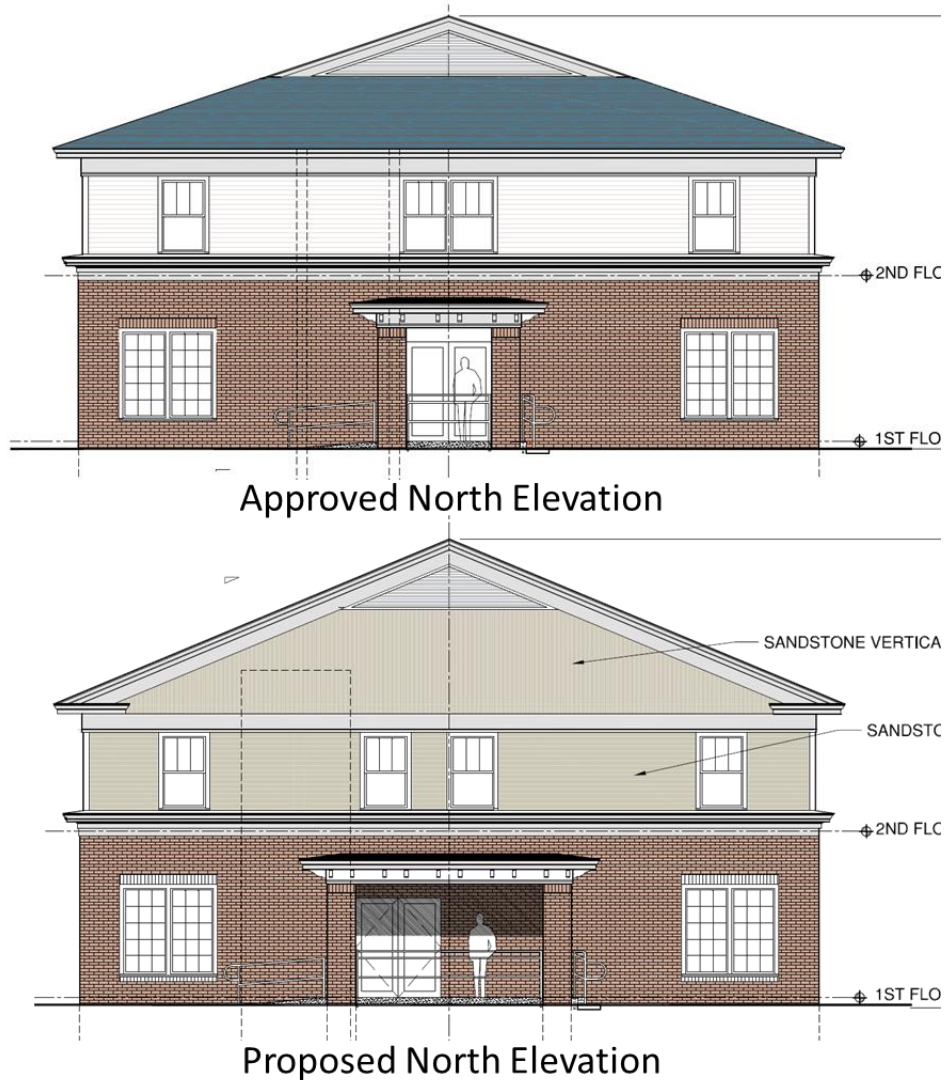 2ND FLO
1ST FLO
Approved North Elevation
SANDSTONE VERTICA
SANDSTO
2ND FLO
1ST FLO
Proposed North Elevation